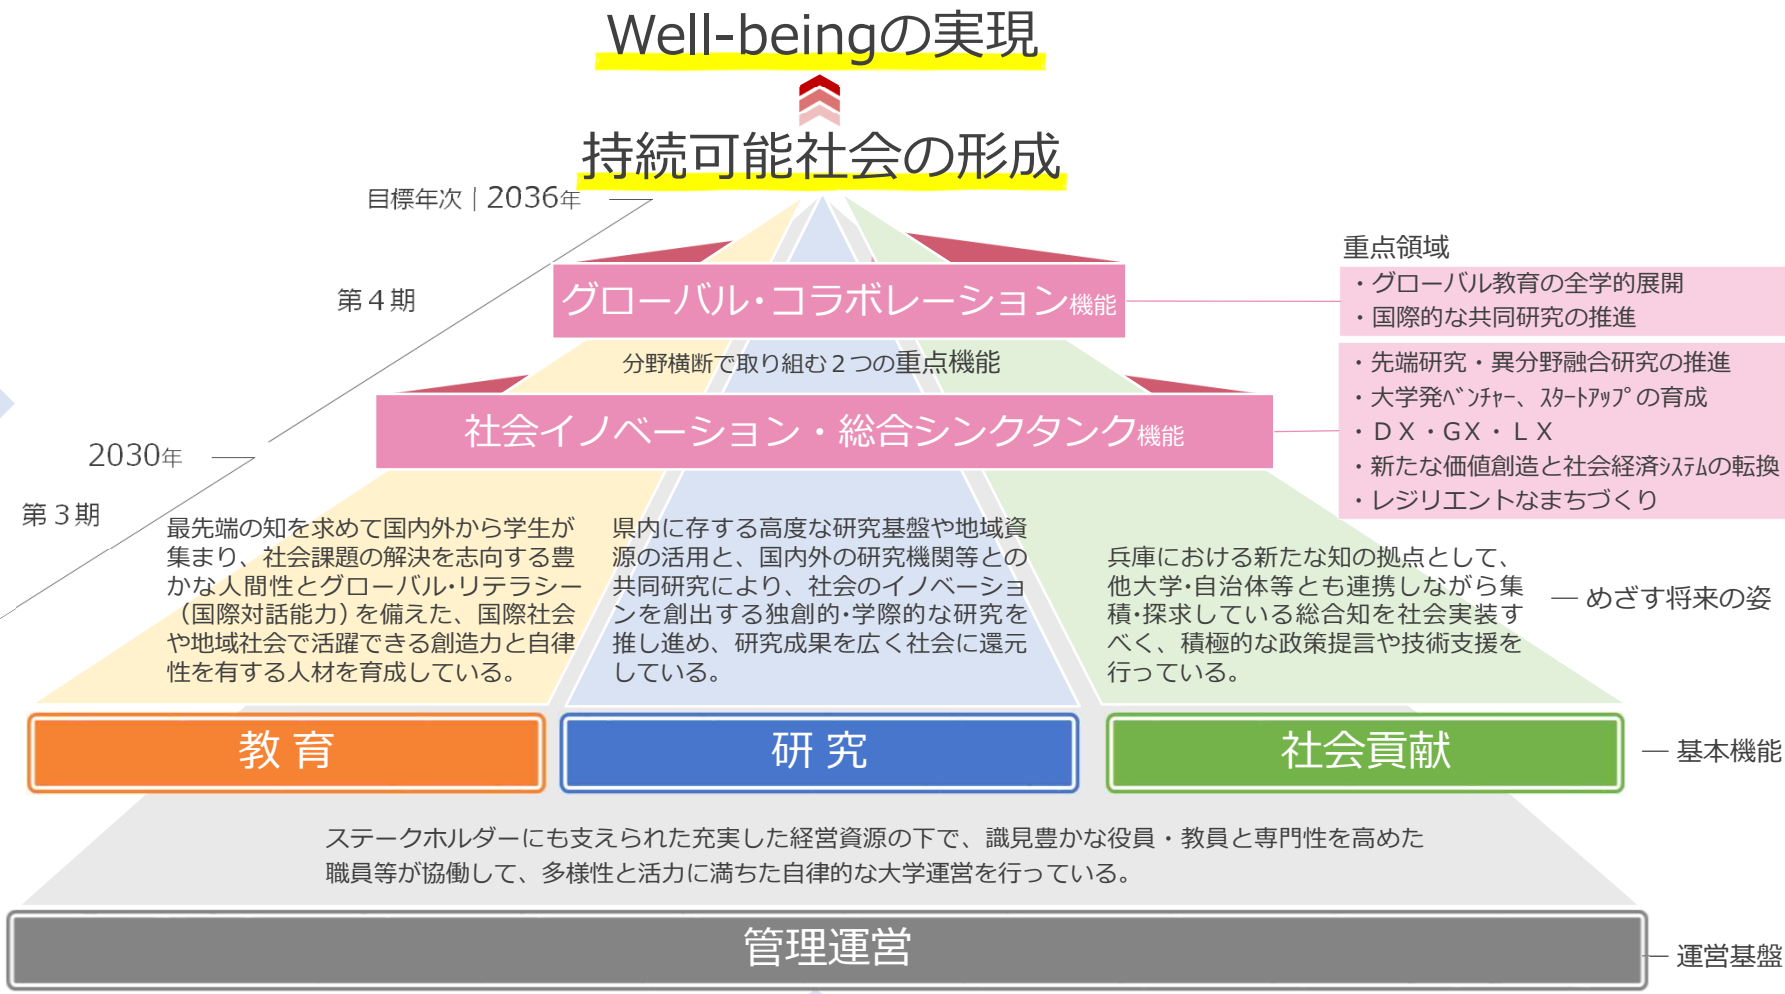 Well-beingの実現
持続可能社会の形成
目標年次｜2036年
第４期
2030年
第３期
グローバル・コラボレーション機能
分野横断で取り組む２つの重点機能
社会イノベーション・総合シンクタンク機能
重点領域
・グローバル教育の全学的展開
・国際的な共同研究の推進
・先端研究・異分野融合研究の推進
・大学発ﾍﾞﾝﾁｬｰ、ｽﾀｰﾄｱｯﾌﾟの育成
・ＤＸ・GX・ＬＸ
・新たな価値創造と社会経済ｼｽﾃﾑの転換
・レジリエントなまちづくり
最先端の知を求めて国内外から学生が
集まり、社会課題の解決を志向する豊
かな人間性とグローバル・リテラシー
（国際対話能力）を備えた、国際社会
や地域社会で活躍できる創造力と自律
性を有する人材を育成している。
県内に存する高度な研究基盤や地域資
源の活用と、国内外の研究機関等との
共同研究により、社会のイノベーショ
ンを創出する独創的・学際的な研究を
推し進め、研究成果を広く社会に還元
している。
兵庫における新たな知の拠点として、
他大学・自治体等とも連携しながら集
積・探求している総合知を社会実装す
べく、積極的な政策提言や技術支援を
行っている。
めざす将来の姿
教育
研究
社会貢献
基本機能
ステークホルダーにも支えられた充実した経営資源の下で、識見豊かな役員・教員と専門性を高めた
職員等が協働して、多様性と活力に満ちた自律的な大学運営を行っている。
管理運営
運営基盤